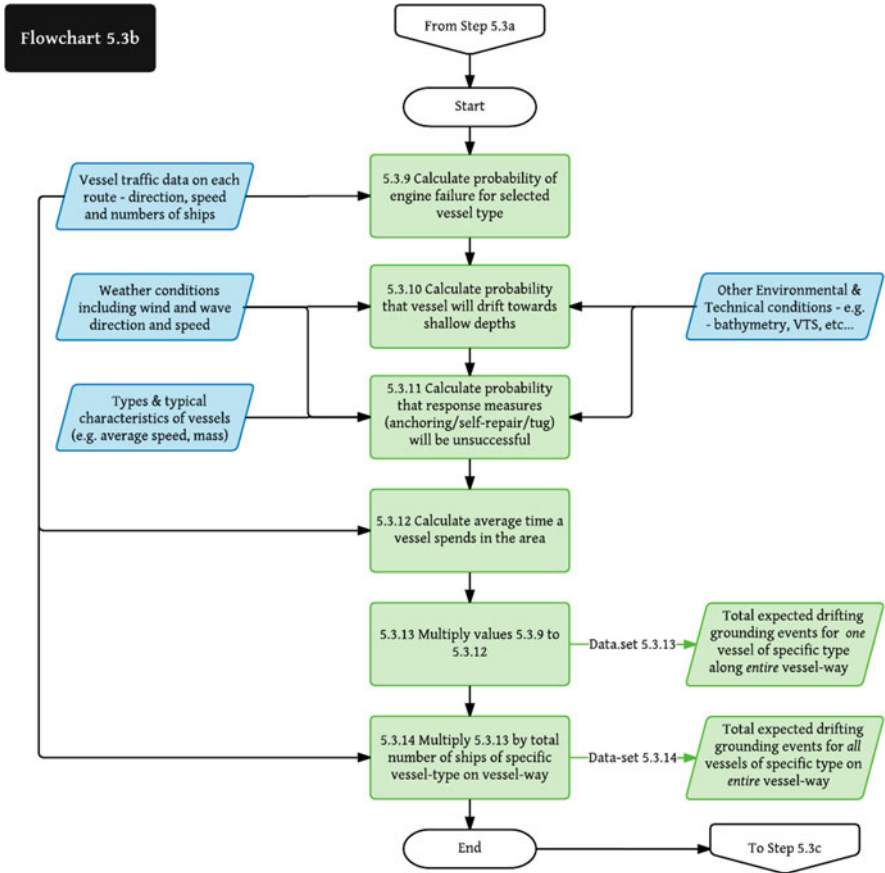 Flowchart 5.3b
From Step 5.3a
Start
Vessel traffic data on each
route - direction, speed
and numbers of ships
5.3.9 Calculate probability of
engine failure for selected
vessel type
Weather conditions
including wind and wave
direction and speed
5.3.10 Calculate probability
that vessel will drift towards
shallow depths
Other Environmental &
Technical conditions - e.g.
- bathymetry, VTS, etc...
Types & typical
characteristics of vessels
(e.g. average speed, mass)
5.3.11 Calculate probability
that response measures
(anchoring/self-repair/tug)
will be unsuccessful
5.3.12 Calculate average time a
vessel spends in the area
5.3.13 Multiply values 5.3.9 to
5.3.12
Data.set 5.3.13
Total expected drifting
grounding events for one
vessel of specific type
along entire vessel-way
5.3.14 Multiply 5.3.13 by total
number of ships of specific
vessel-type on vessel-way
Data-set 5.3.14
Total expected drifting
grounding events for all
vessels of specific type on
entire vessel-way
End
To Step 5.3c